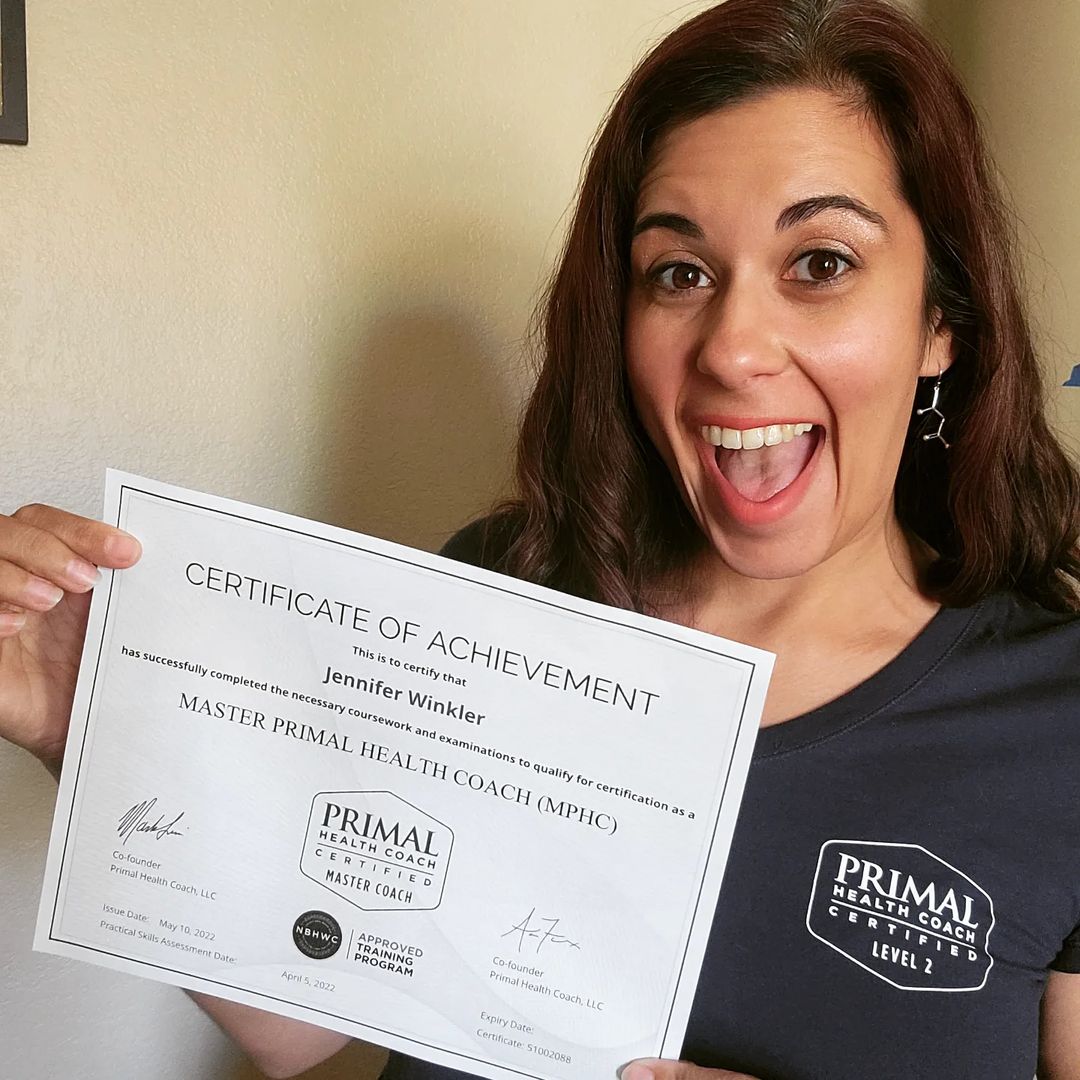 CERTIFICATE OF ACHIEVEMENT
This is to certify that
Jennifer Winkler
has successfully completed the necessary coursework and examinations to qualify for certification as a
MASTER PRIMAL HEALTH COACH (MPHC)
PRIMAL
HEALTH COACH
CERTIFIED
MASTER COACH
Co-founder
Primal Health Coach, LLC
Issue Date: May 10, 2022
Practical Skills Assessment Date:
April 5, 2022
NBHWC
APPROVED
TRAINING
PROGRAM
Co-founder
Primal Health Coach, LLC
Expiry Date:
Certificate: 51002088
PRIMAL
HEALTH COACH
CERTIFIED
LEVEL 2